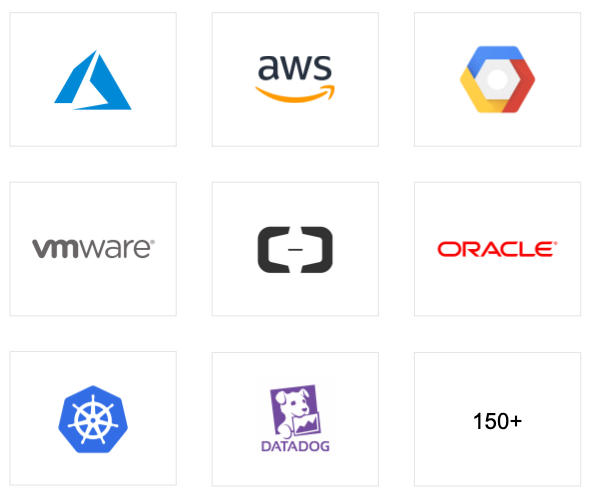 aws
vmware®
ORACLE®
DATADOG
150+